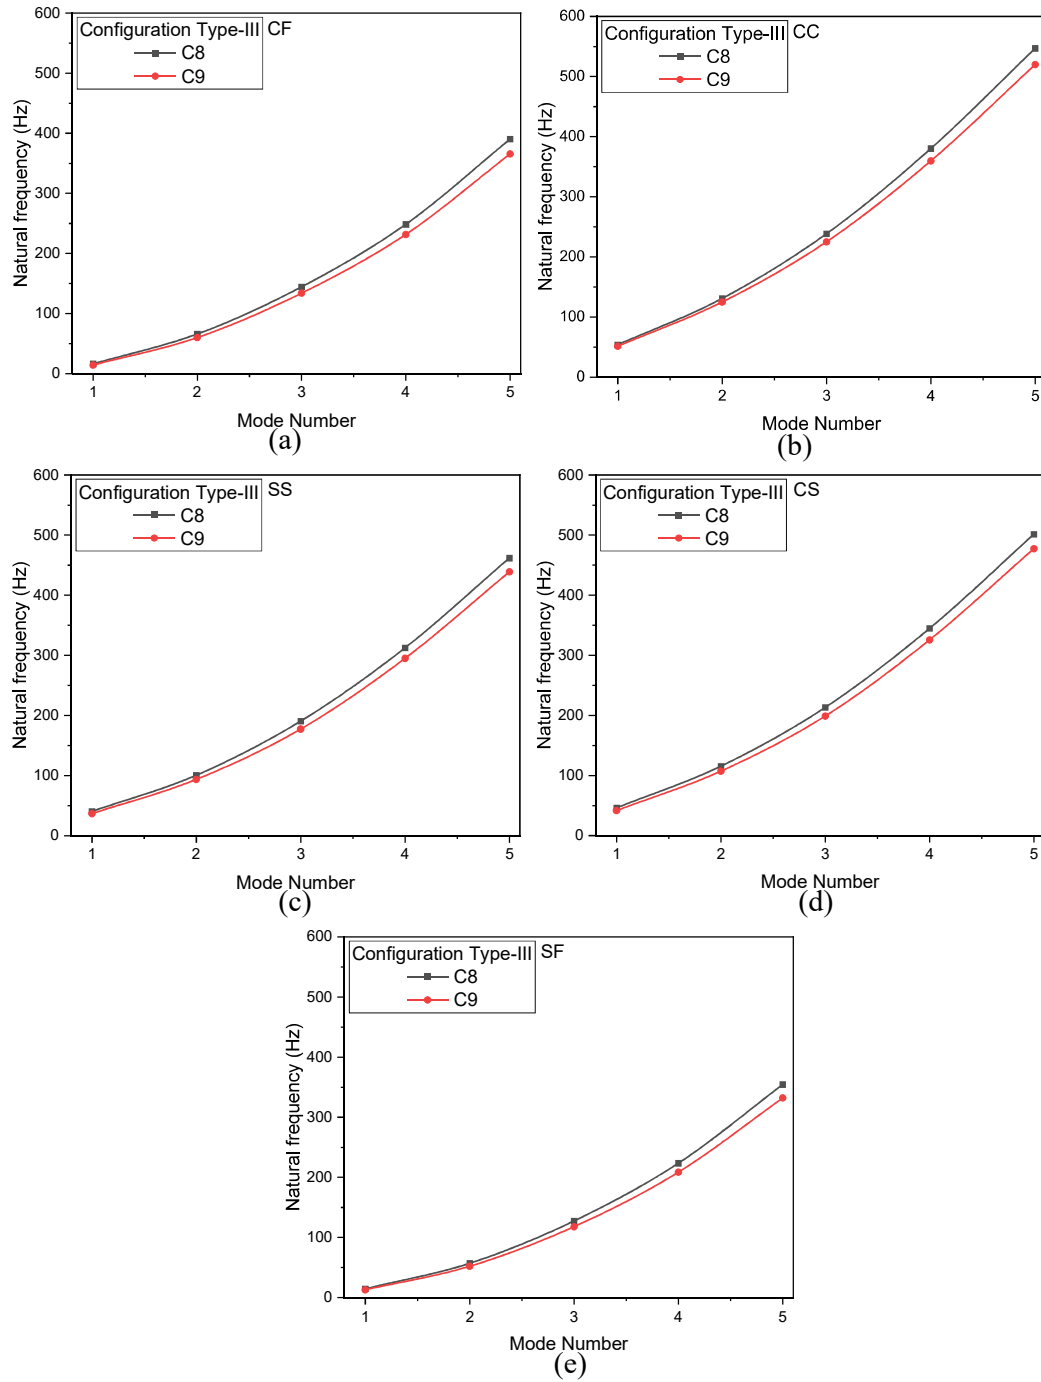 Configuration Type-III CF
C8
C9
Natural frequency (Hz)
600
500
400
300
200
100
0
1 2 3 4 5
Mode Number
(a)
Configuration Type-III CC
C8
C9
Natural frequency (Hz)
600
500
400
300
200
100
0
1 2 3 4 5
Mode Number
(b)
Configuration Type-III SS
C8
C9
Natural frequency (Hz)
600
500
400
300
200
100
0
1 2 3 4 5
Mode Number
(c)
Configuration Type-III CS
C8
C9
Natural frequency (Hz)
600
500
400
300
200
100
0
1 2 3 4 5
Mode Number
(d)
Configuration Type-III SF
C8
C9
Natural frequency (Hz)
600
500
400
300
200
100
0
1 2 3 4 5
Mode Number
(e)